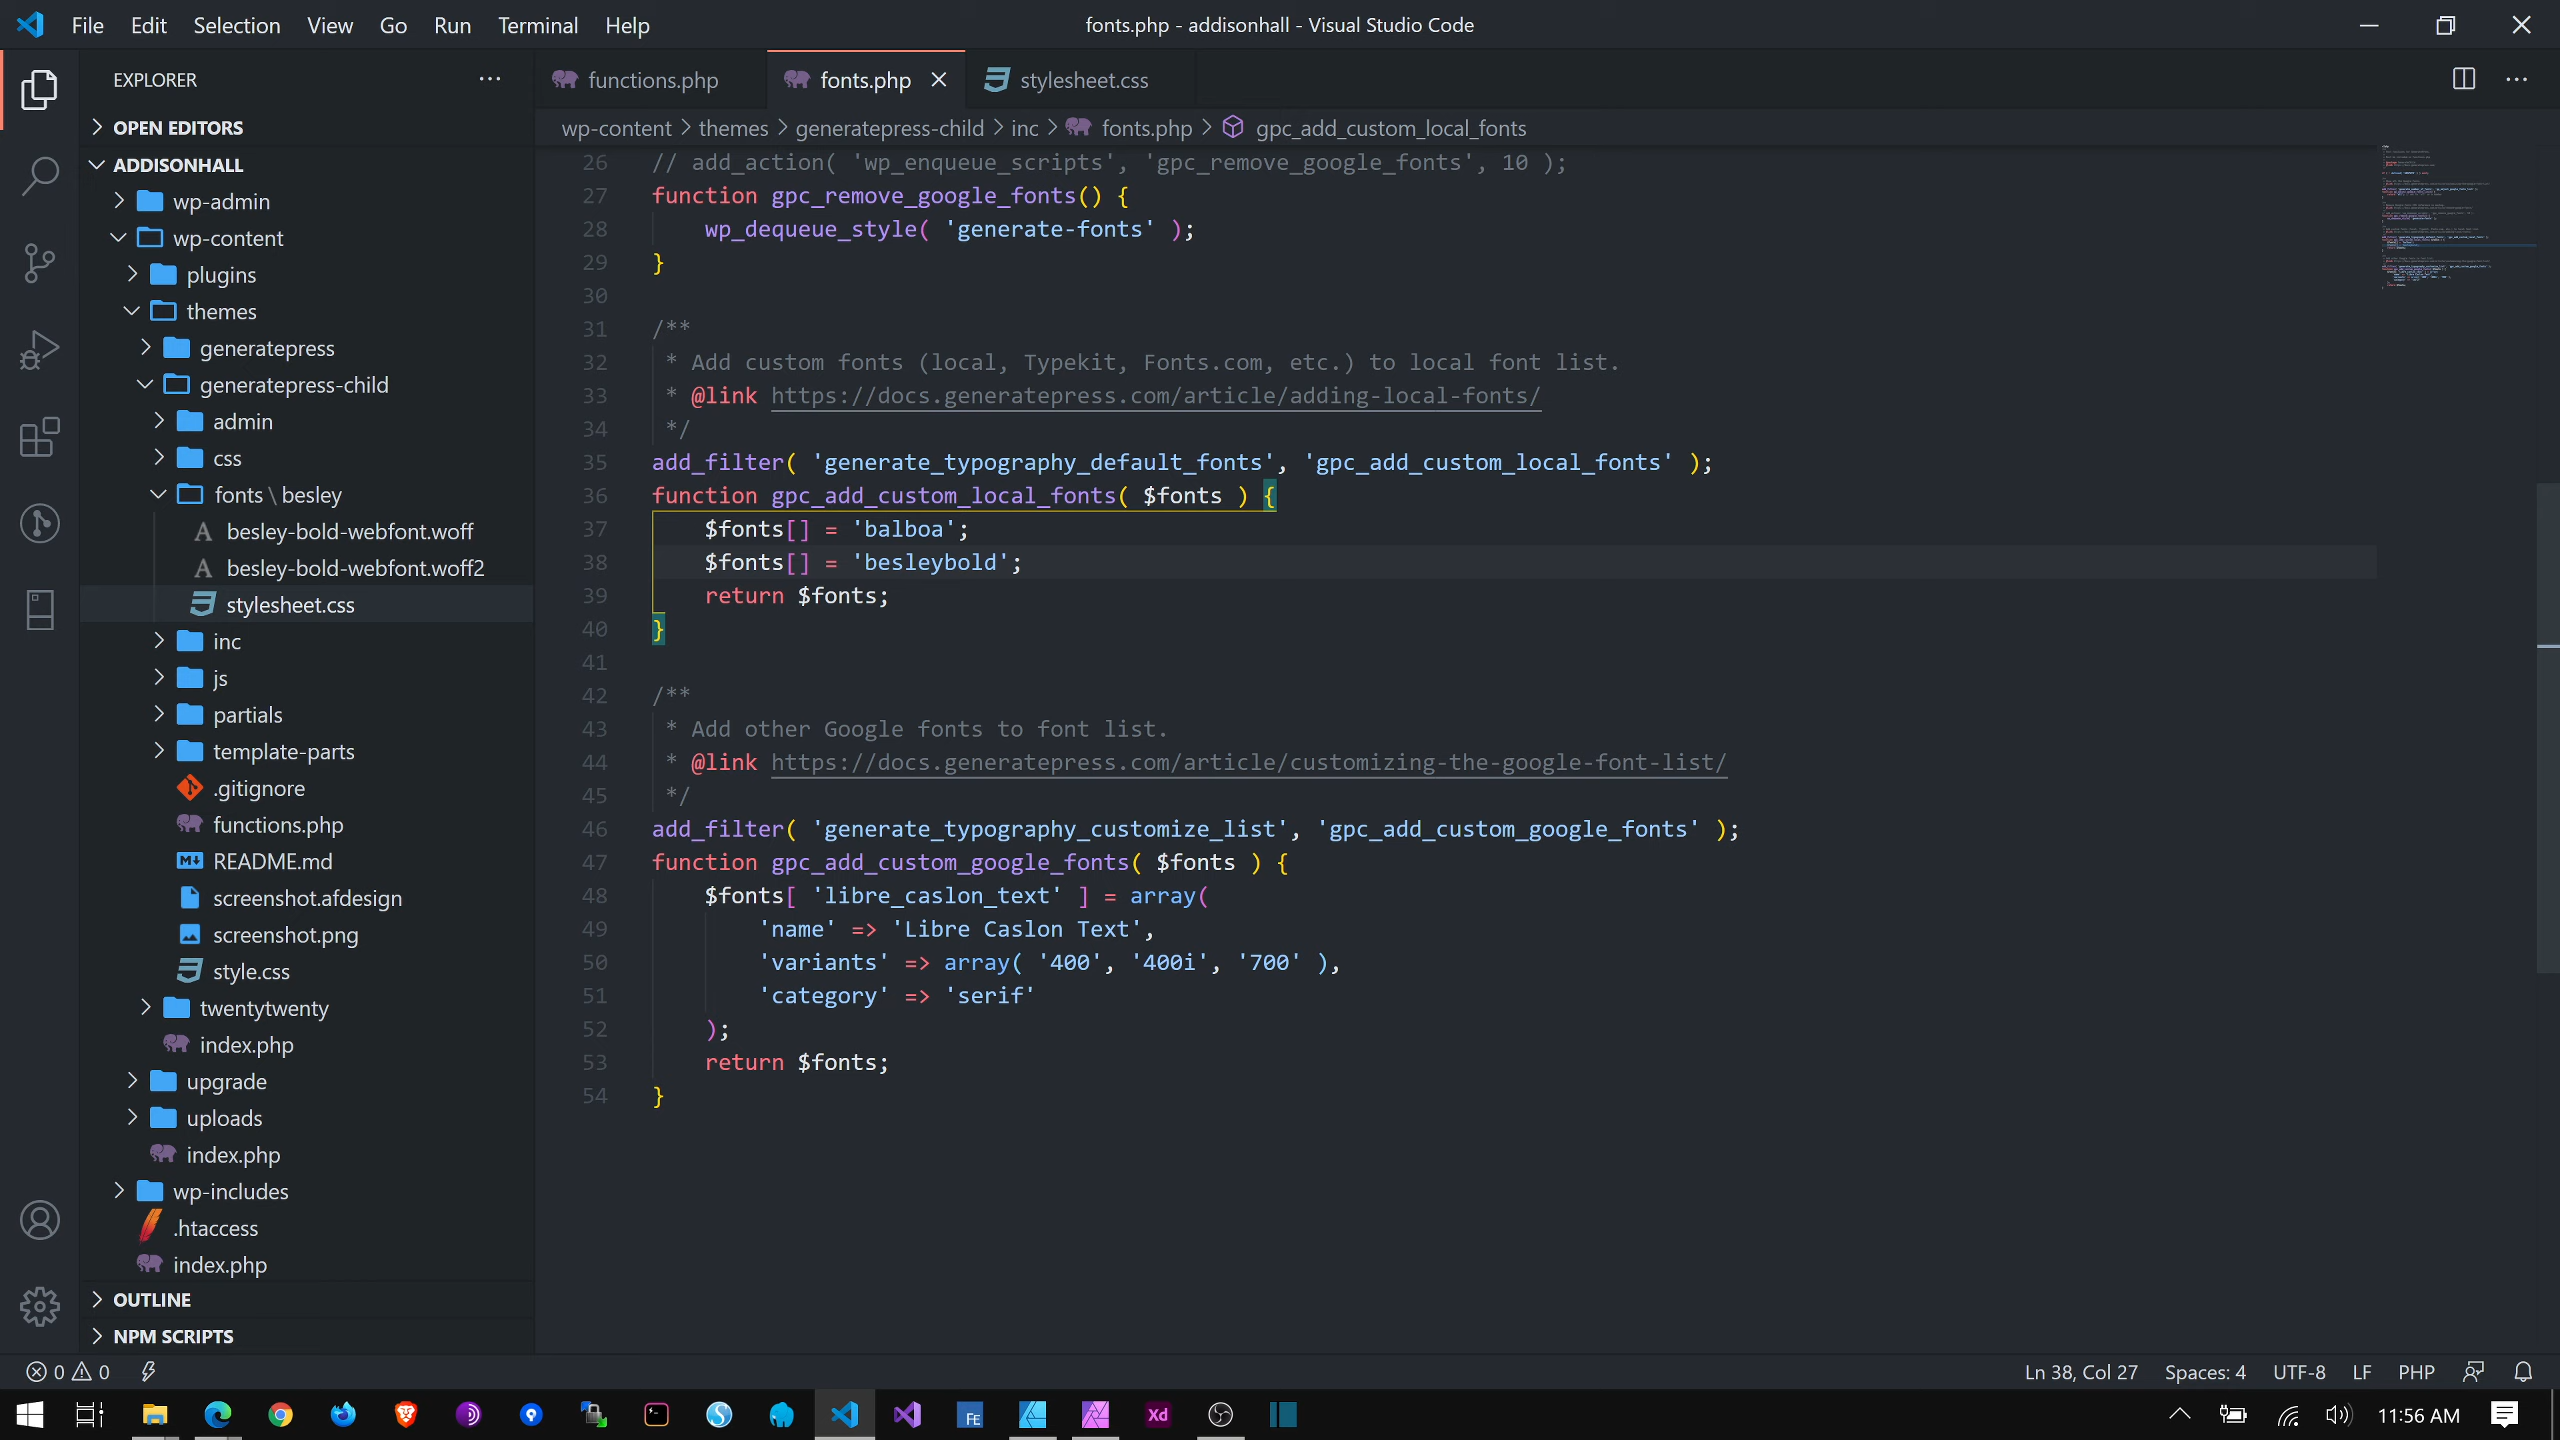 File Edit Selection View Go Run Terminal Help
fonts.php - addisonhall - Visual Studio Code
EXPLORER
OPEN EDITORS
ADDISONHALL
wp-admin
wp-content
plugins
themes
generatepress
generatepress-child
admin
css
fonts \ besley
besley-bold-webfont.woff
besley-bold-webfont.woff2
stylesheet.css
inc
js
partials
template-parts
.gitignore
functions.php
README.md
screenshot.afdesign
screenshot.png
style.css
twentytwenty
index.php
upgrade
uploads
index.php
wp-includes
.htaccess
index.php
OUTLINE
NPM SCRIPTS
functions.php
fonts.php
stylesheet.css
wp-content > themes > generatepress-child > inc > fonts.php > gpc_add_custom_local_fonts
26 // add_action( 'wp_enqueue_scripts', 'gpc_remove_google_fonts', 10 );
27 function gpc_remove_google_fonts() {
28     wp_dequeue_style( 'generate-fonts' );
29 }
30
31 /**
32  * Add custom fonts (local, Typekit, Fonts.com, etc.) to local font list.
33  * @link https://docs.generatepress.com/article/adding-local-fonts/
34  */
35 add_filter( 'generate_typography_default_fonts', 'gpc_add_custom_local_fonts' );
36 function gpc_add_custom_local_fonts( $fonts ) {
37     $fonts[] = 'balboa';
38     $fonts[] = 'besleybold';
39     return $fonts;
40 }
41
42 /**
43  * Add other Google fonts to font list.
44  * @link https://docs.generatepress.com/article/customizing-the-google-font-list/
45  */
46 add_filter( 'generate_typography_customize_list', 'gpc_add_custom_google_fonts' );
47 function gpc_add_custom_google_fonts( $fonts ) {
48     $fonts[ 'libre_caslon_text' ] = array(
49         'name' => 'Libre Caslon Text',
50         'variants' => array( '400', '400i', '700' ),
51         'category' => 'serif'
52     );
53     return $fonts;
54 }
0 0
Ln 38, Col 27 Spaces: 4 UTF-8 LF PHP
FE Xd
11:56 AM